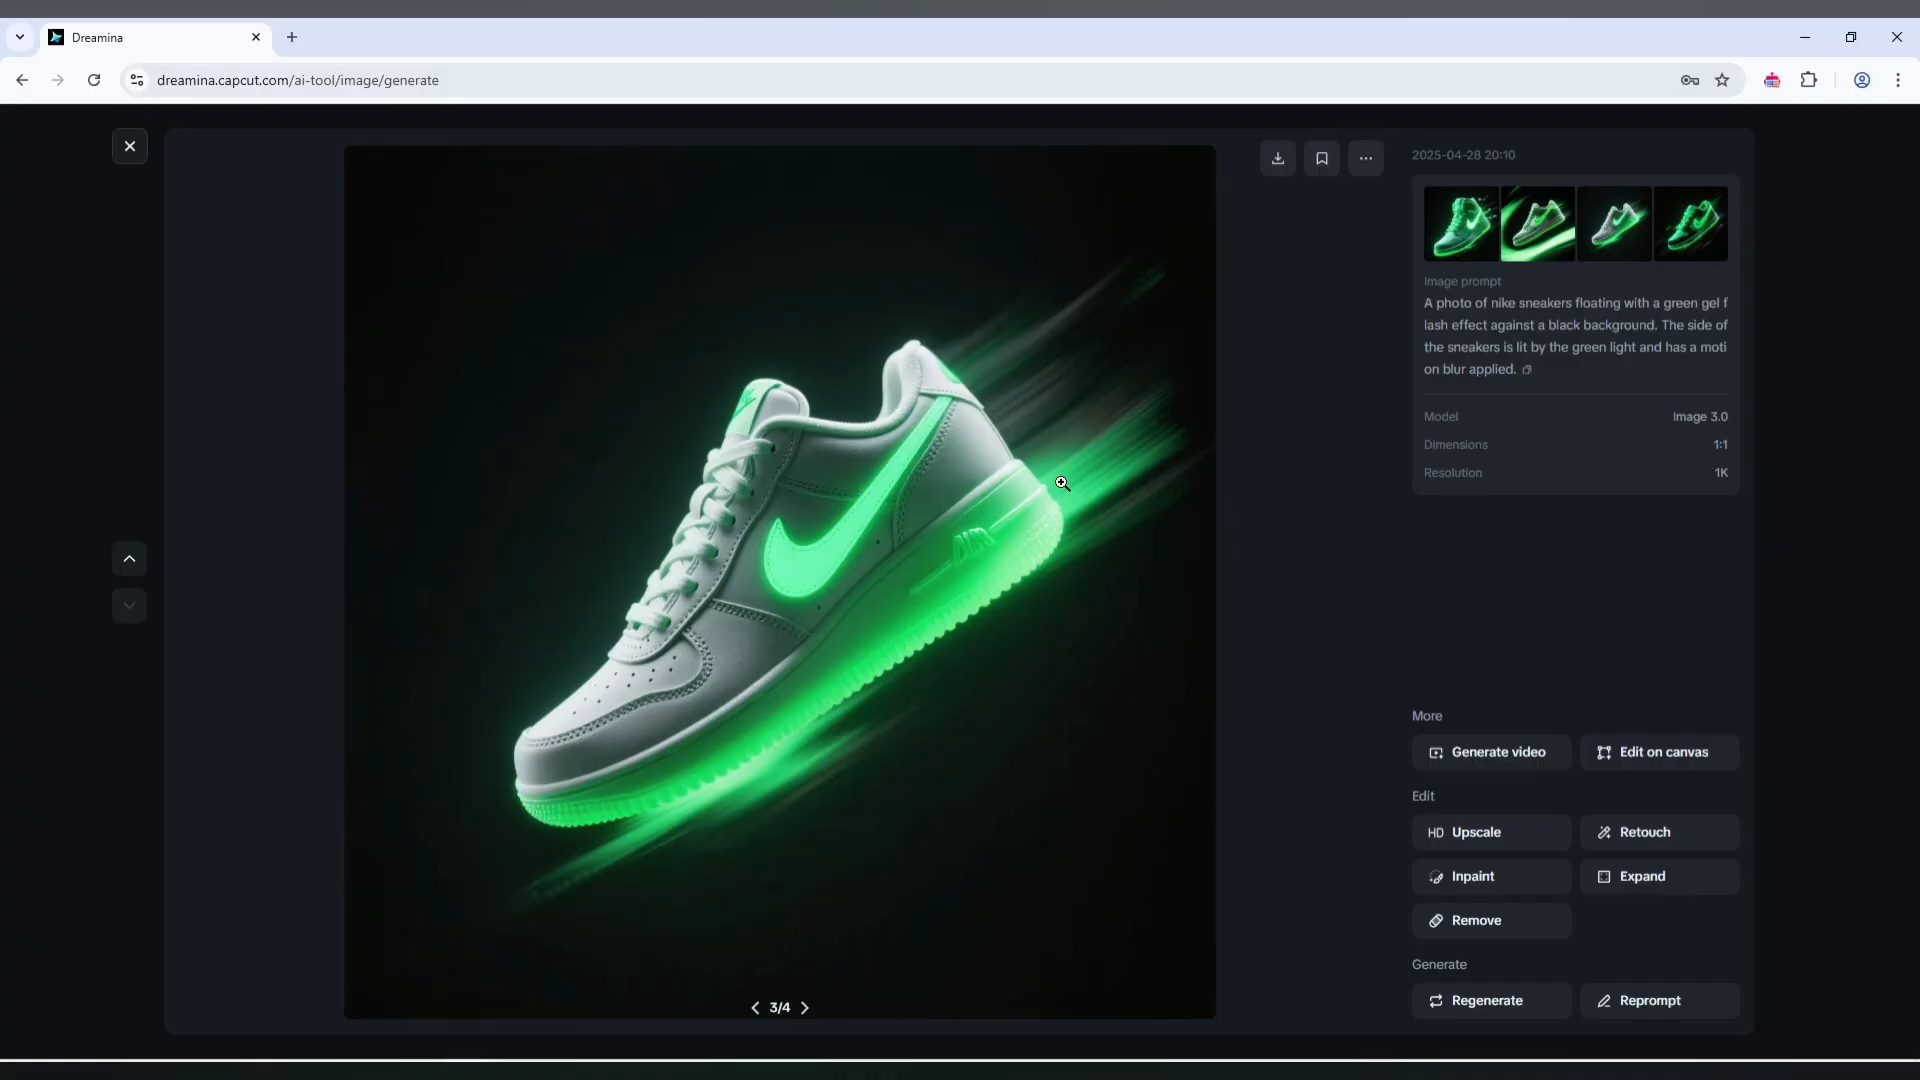 Dreamina
dreamina.capcut.com/ai-tool/image/generate
2025-04-28 20:10
Image prompt
A photo of nike sneakers floating with a green gel f
lash effect against a black background. The side of
the sneakers is lit by the green light and has a moti
on blur applied.
Model Image 3.0
Dimensions 1:1
Resolution 1K
AIR
More
Generate video Edit on canvas
Edit
HD Upscale Retouch
Inpaint Expand
Remove
Generate
Regenerate Reprompt
3/4